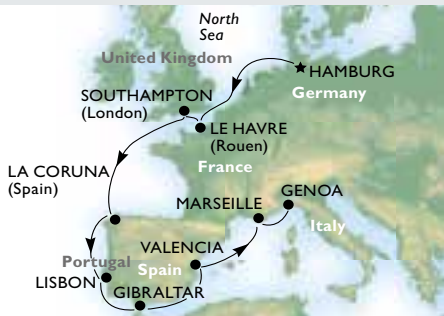 North
Sea
United Kingdom
HAMBURG
Germany
SOUTHAMPTON
(London)
LE HAVRE
(Rouen)
France
LA CORUNA
(Spain)
MARSEILLE
GENOA
Italy
VALENCIA
Portugal
Spain
LISBON
GIBRALTAR